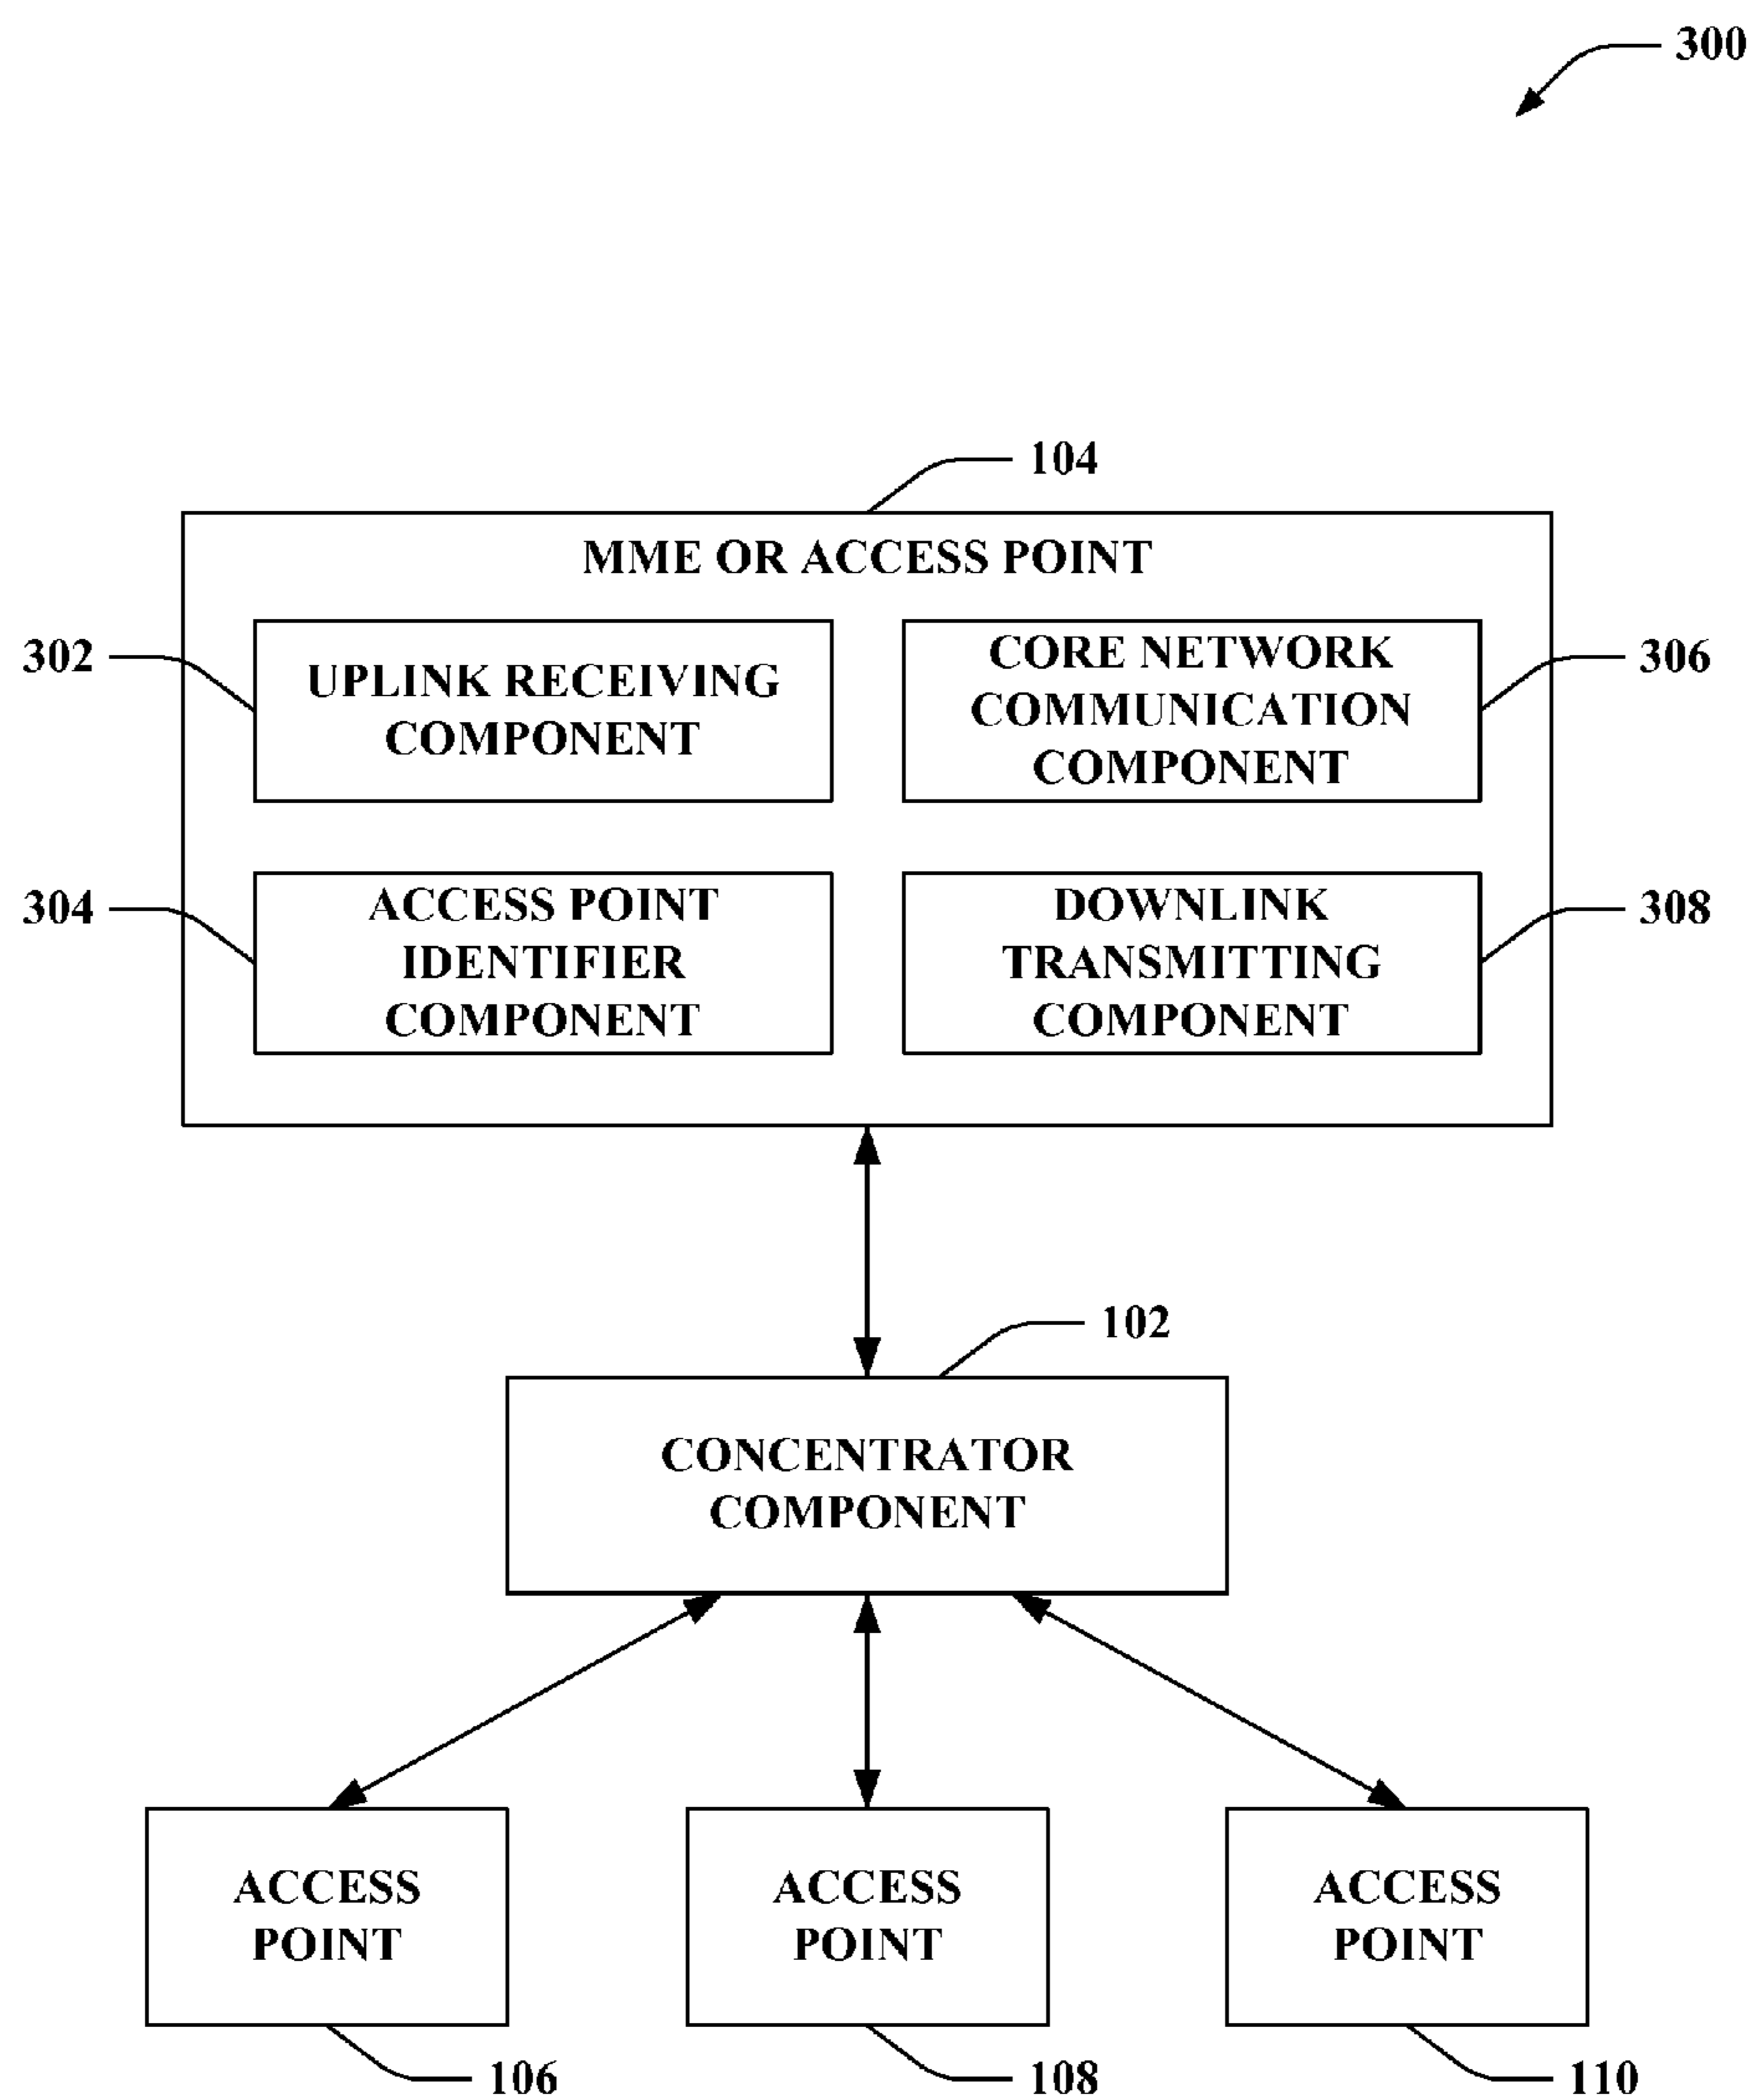 300
104
MME OR ACCESS POINT
302
UPLINK RECEIVING
COMPONENT
CORE NETWORK
COMMUNICATION
COMPONENT
306
304
ACCESS POINT
IDENTIFIER
COMPONENT
DOWNLINK
TRANSMITTING
COMPONENT
308
102
CONCENTRATOR
COMPONENT
ACCESS
POINT
ACCESS
POINT
ACCESS
POINT
106
108
110